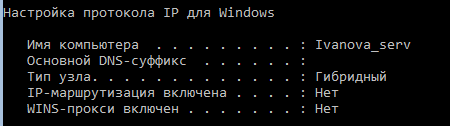 Настройка протокола IP для Windows
Имя компьютера . . . . . . . . . : Ivanova_serv
Основной DNS-суффикс . . . . . . :
Тип узла. . . . . . . . . . . . . : Гибридный
IP-маршрутизация включена . . . . : Нет
WINS-прокси включен . . . . . . . : Нет